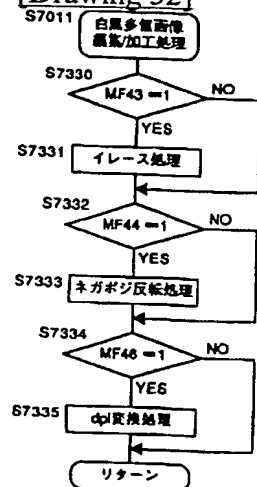 [Drawing 52]
S7011
白黒多値画像
編集/加工処理
S7330
MF43=1
NO
YES
S7331
イレース処理
S7332
MF44=1
NO
YES
S7333
ネガポジ反転処理
S7334
MF46=1
NO
YES
S7335
dpi変換処理
リターン